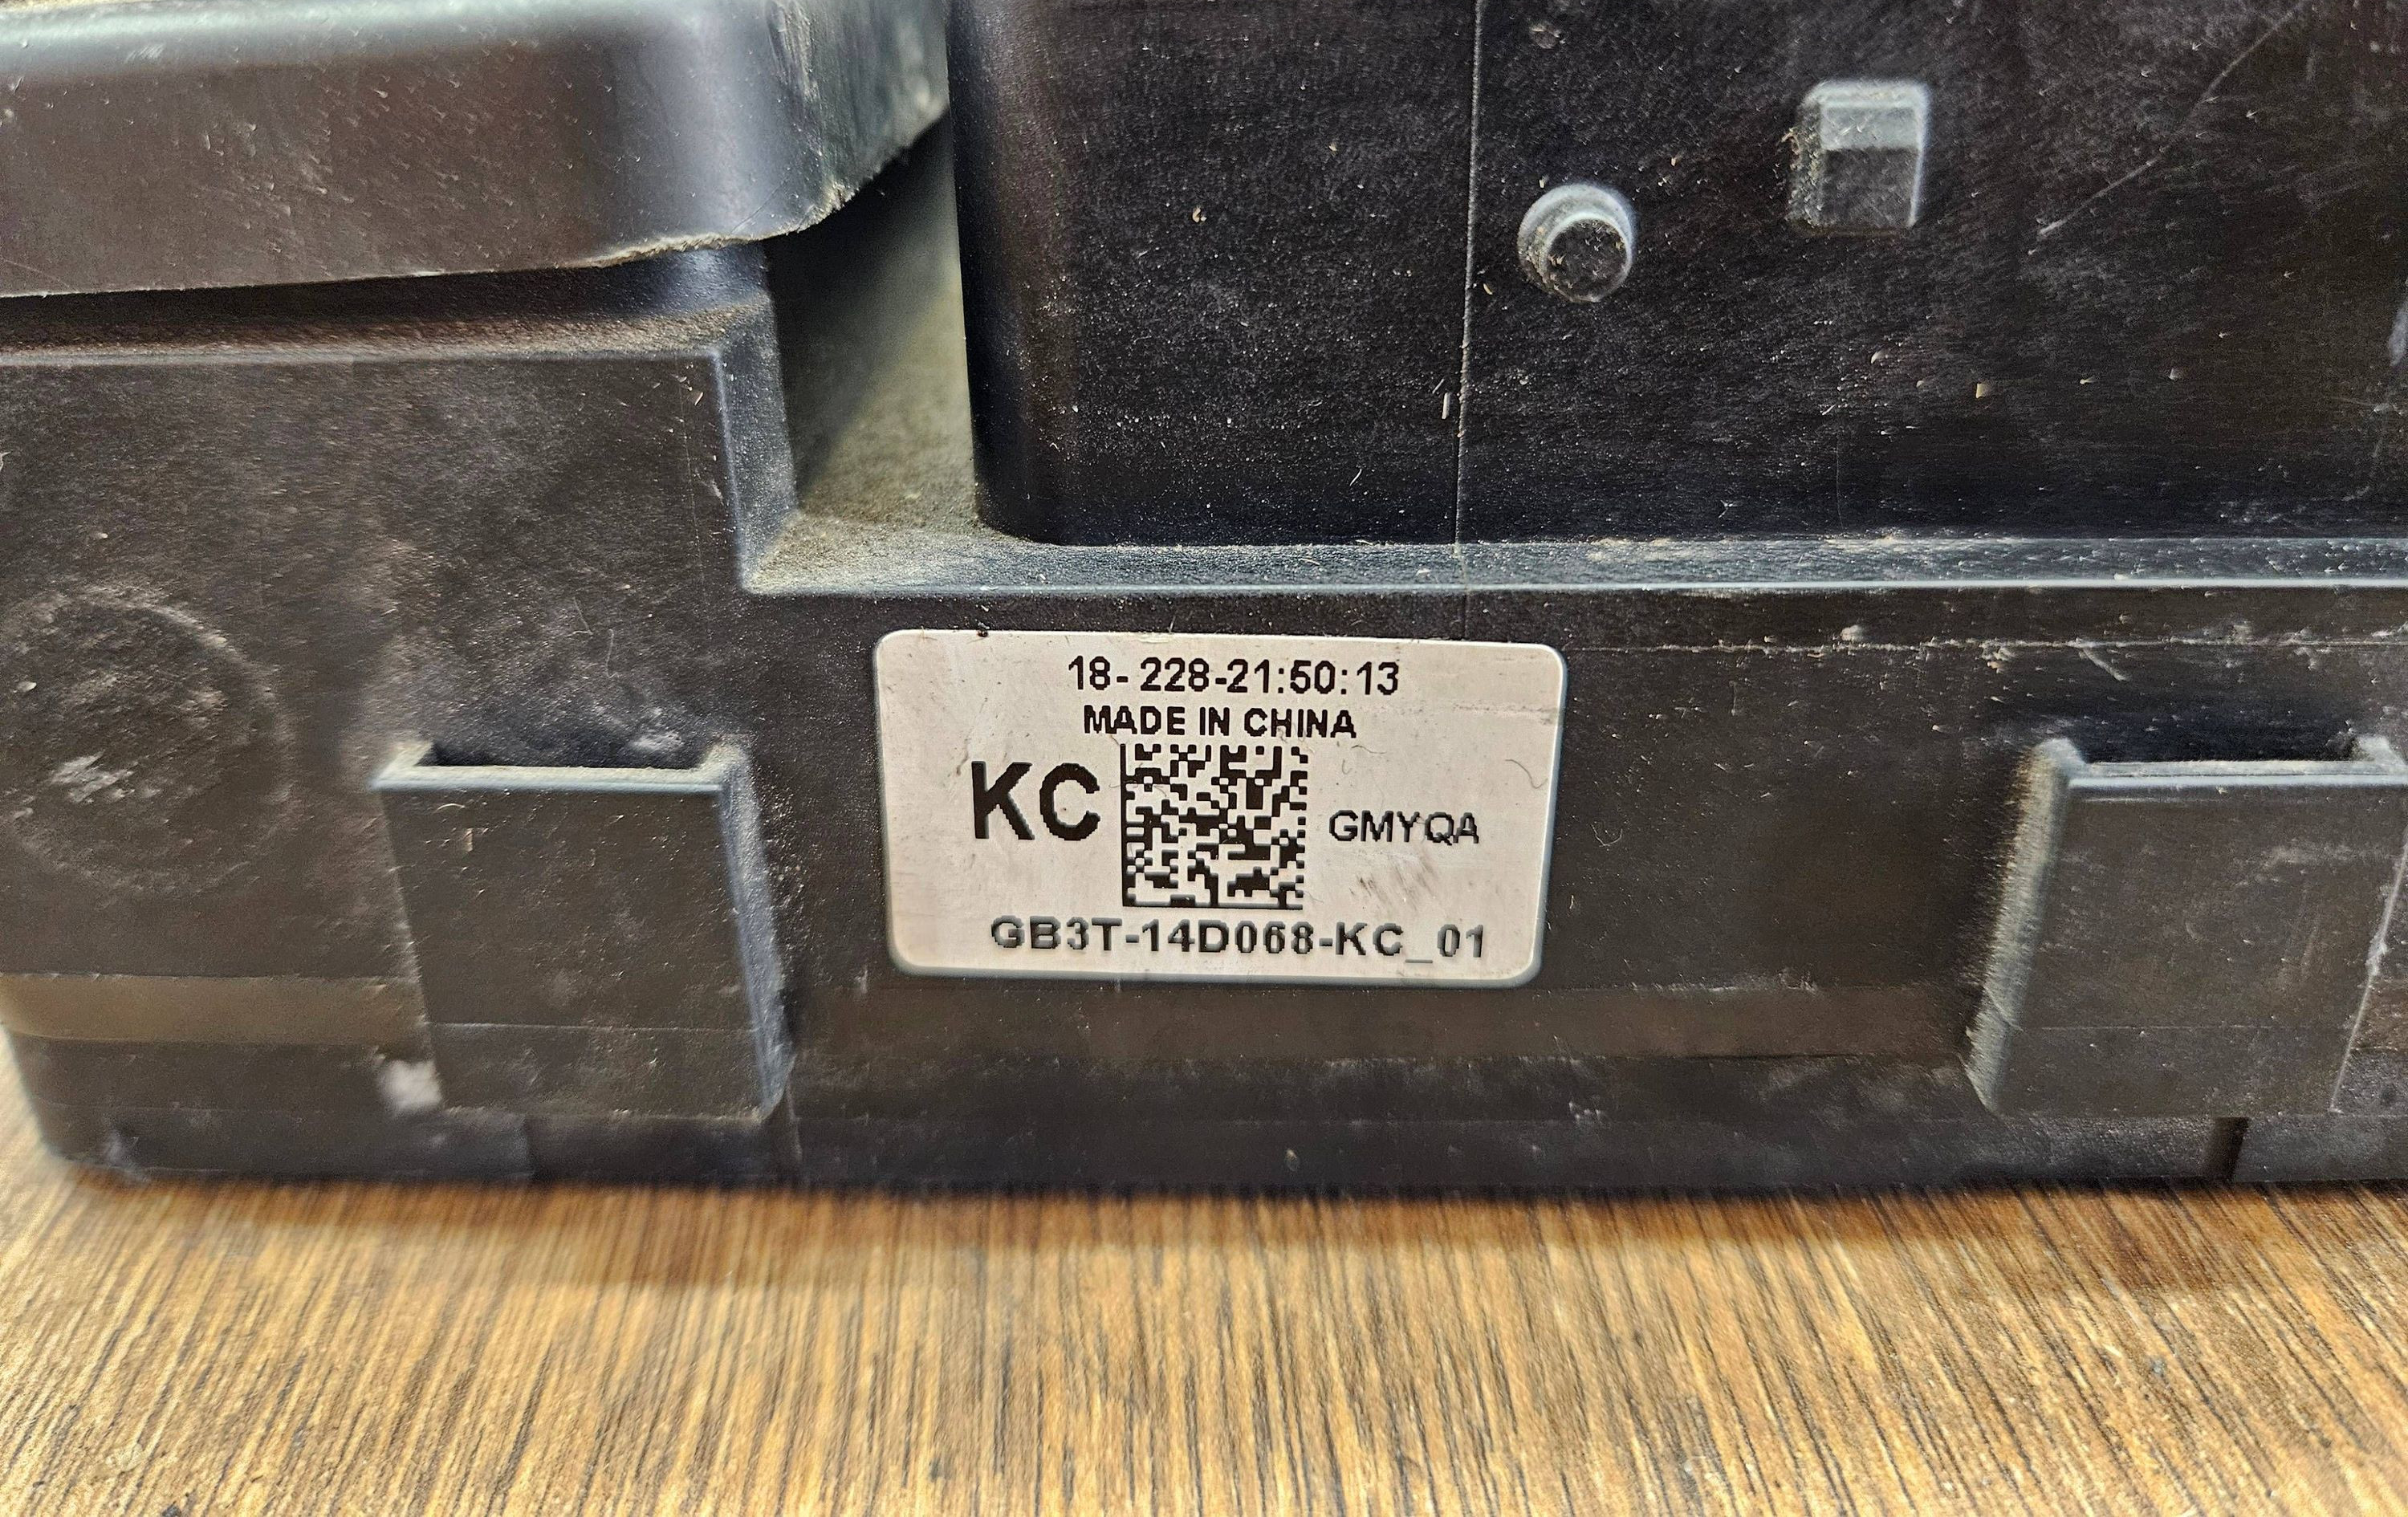 18- 228-21:50:13
MADE IN CHINA
KC
GMYQA
GB3T-14D068-KC_01